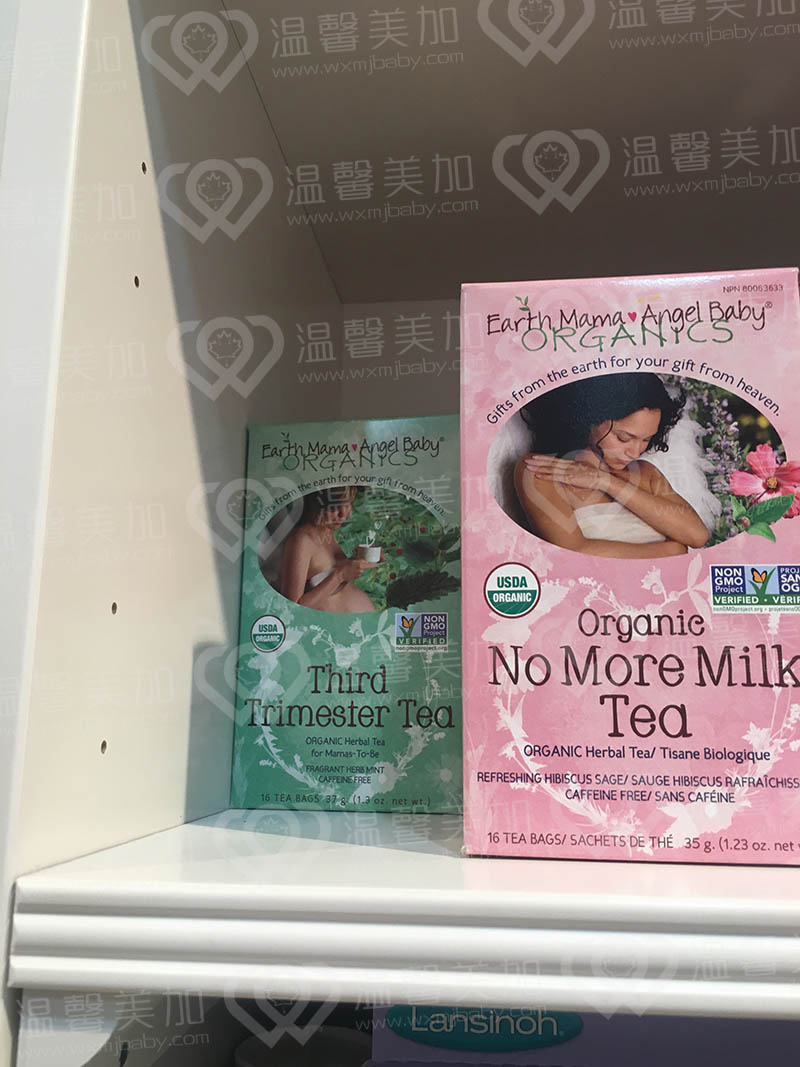 温馨美加
www.wxmjbaby.com
Earth Mama Angel Baby®
ORGANICS
Gifts from the earth for your gift from heaven.
USDA
ORGANIC
NON
GMO
Project
VERIFIED
nongmoproject.org
Third
Trimester Tea
ORGANIC Herbal Tea
for Mamas-To-Be
FRAGRANT HERB MINT
CAFFEINE FREE
16 TEA BAGS 37 g. (1.3 oz. net wt.)
NPN 80063633
Earth Mama Angel Baby®
ORGANICS
Gifts from the earth for your gift from heaven.
USDA
ORGANIC
NON
GMO
Project
VERIFIED
nonGMOproject.org
Organic
No More Milk
Tea
ORGANIC Herbal Tea/ Tisane Biologique
REFRESHING HIBISCUS SAGE/ SAUGE HIBISCUS RAFRAÎCHISS
CAFFEINE FREE/ SANS CAFÉINE
16 TEA BAGS/ SACHETS DE THÉ 35 g. (1.23 oz. net
Lansinoh